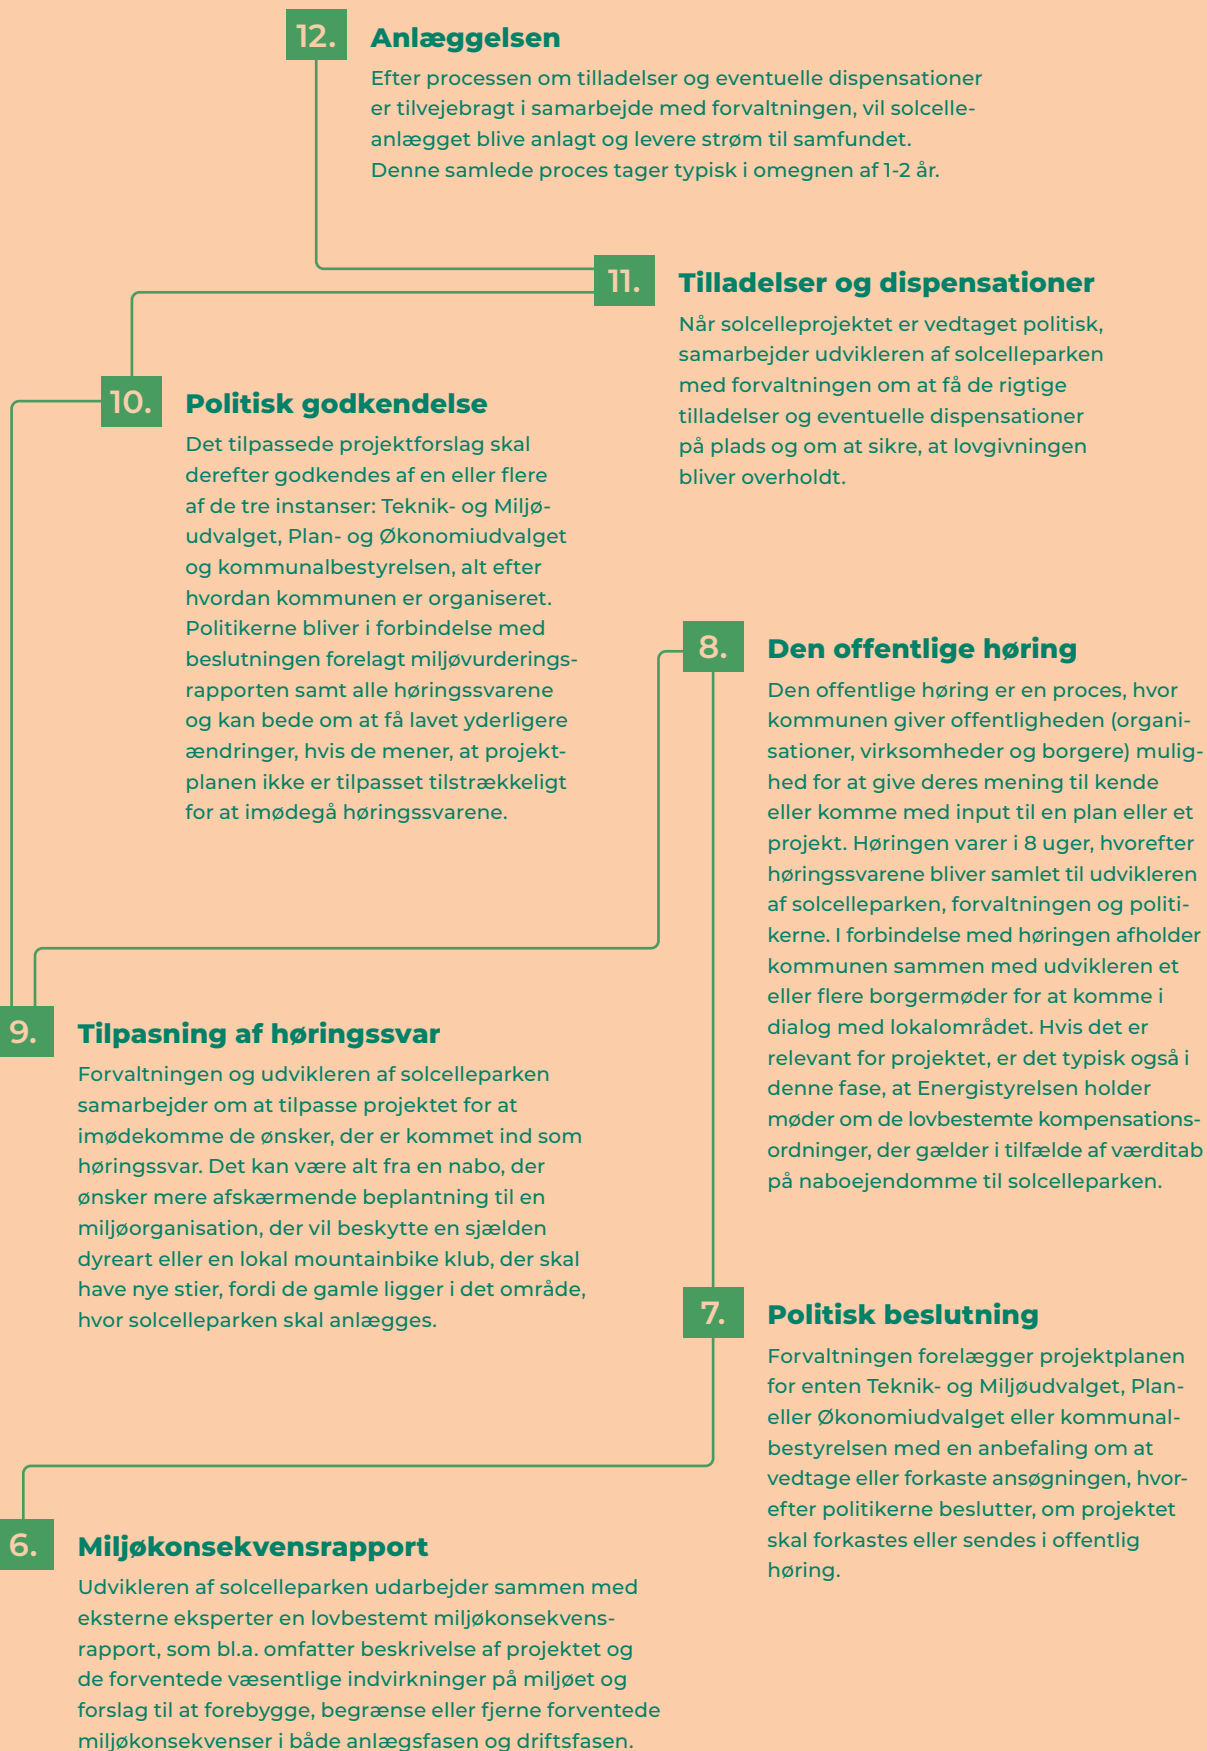 12.
Anlæggelsen
Efter processen om tilladelser og eventuelle dispensationer
er tilvejebragt i samarbejde med forvaltningen, vil solcelle-
anlægget blive anlagt og levere strøm til samfundet.
Denne samlede proces tager typisk i omegnen af 1-2 år.
11.
Tilladelser og dispensationer
Når solcelleprojektet er vedtaget politisk,
samarbejder udvikleren af solcelleparken
med forvaltningen om at få de rigtige
tilladelser og eventuelle dispensationer
på plads og om at sikre, at lovgivningen
bliver overholdt.
10.
Politisk godkendelse
Det tilpassede projektforslag skal
derefter godkendes af en eller flere
af de tre instanser: Teknik- og Miljø-
udvalget, Plan- og Økonomiudvalget
og kommunalbestyrelsen, alt efter
hvordan kommunen er organiseret.
Politikerne bliver i forbindelse med
beslutningen forelagt miljøvurderings-
rapporten samt alle høringssvarene
og kan bede om at få lavet yderligere
ændringer, hvis de mener, at projekt-
planen ikke er tilpasset tilstrækkeligt
for at imødegå høringssvarene.
8.
Den offentlige høring
Den offentlige høring er en proces, hvor
kommunen giver offentligheden (organi-
sationer, virksomheder og borgere) mulig-
hed for at give deres mening til kende
eller komme med input til en plan eller et
projekt. Høringen varer i 8 uger, hvorefter
høringssvarene bliver samlet til udvikleren
af solcelleparken, forvaltningen og politi-
kerne. I forbindelse med høringen afholder
kommunen sammen med udvikleren et
eller flere borgermøder for at komme i
dialog med lokalområdet. Hvis det er
relevant for projektet, er det typisk også i
denne fase, at Energistyrelsen holder
møder om de lovbestemte kompensations-
ordninger, der gælder i tilfælde af værditab
på naboejendomme til solcelleparken.
9.
Tilpasning af høringssvar
Forvaltningen og udvikleren af solcelleparken
samarbejder om at tilpasse projektet for at
imødekomme de ønsker, der er kommet ind som
høringssvar. Det kan være alt fra en nabo, der
ønsker mere afskærmende beplantning til en
miljøorganisation, der vil beskytte en sjælden
dyreart eller en lokal mountainbike klub, der skal
have nye stier, fordi de gamle ligger i det område,
hvor solcelleparken skal anlægges.
7.
Politisk beslutning
Forvaltningen forelægger projektplanen
for enten Teknik- og Miljøudvalget, Plan-
eller Økonomiudvalget eller kommunal-
bestyrelsen med en anbefaling om at
vedtage eller forkaste ansøgningen, hvor-
efter politikerne beslutter, om projektet
skal forkastes eller sendes i offentlig
høring.
6.
Miljøkonsekvensrapport
Udvikleren af solcelleparken udarbejder sammen med
eksterne eksperter en lovbestemt miljøkonsekvens-
rapport, som bl.a. omfatter beskrivelse af projektet og
de forventede væsentlige indvirkninger på miljøet og
forslag til at forebygge, begrænse eller fjerne forventede
miljøkonsekvenser i både anlægsfasen og driftsfasen.